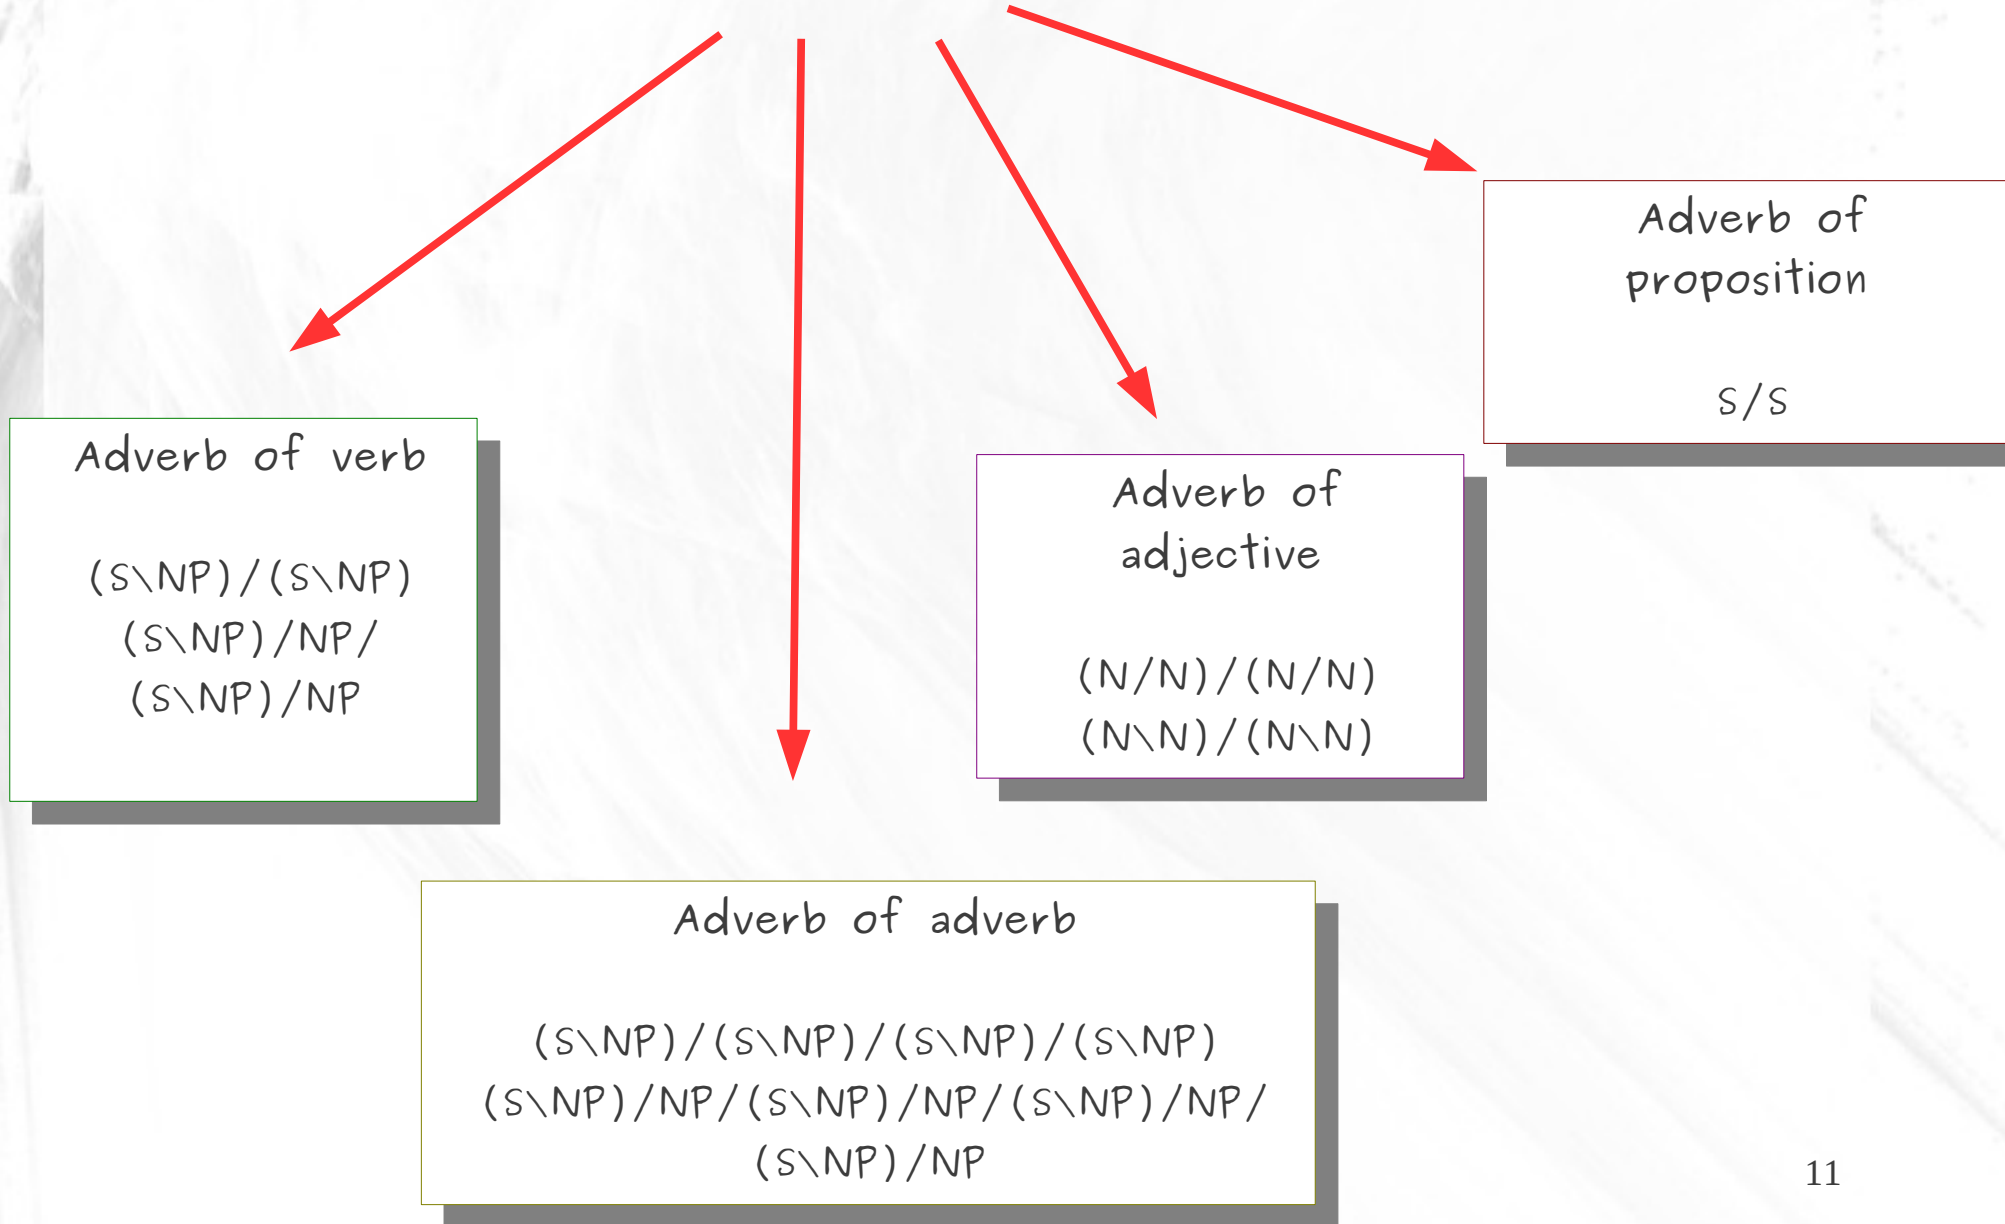 Adverb of
proposition
S/S
Adverb of verb
(S\NP)/(S\NP)
(S\NP)/NP/
(S\NP)/NP
Adverb of
adjective
(N/N)/(N/N)
(N\N)/(N\N)
Adverb of adverb
(S\NP)/(S\NP)/(S\NP)/(S\NP)
(S\NP)/NP/(S\NP)/NP/(S\NP)/NP/
(S\NP)/NP
11